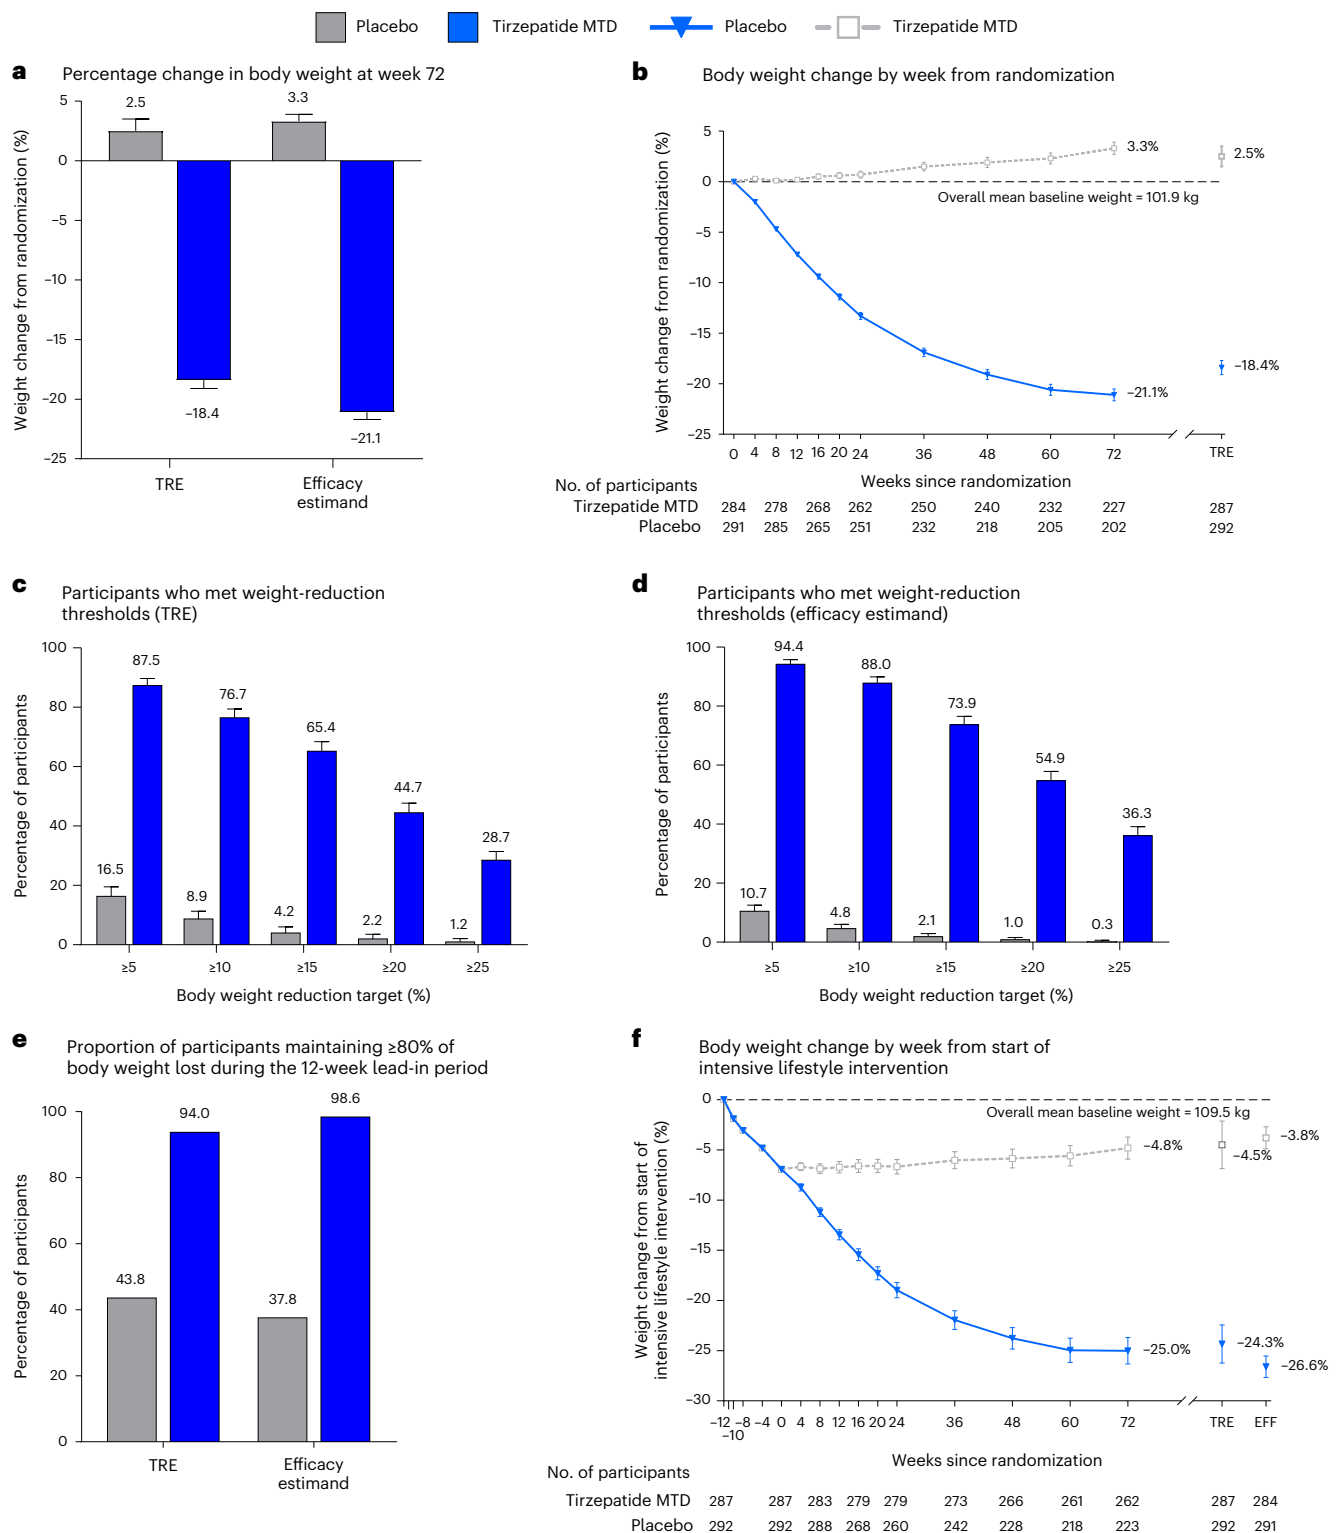 Placebo Tirzepatide MTD Placebo Tirzepatide MTD
a Percentage change in body weight at week 72
Weight change from randomization (%)
5
0
−5
−10
−15
−20
−25
2.5
3.3
−18.4
−21.1
TRE
Efficacy
estimand
b Body weight change by week from randomization
Weight change from randomization (%)
5
0
−5
−10
−15
−20
−25
3.3%
2.5%
Overall mean baseline weight = 101.9 kg
−18.4%
−21.1%
0 4 8 12 16 20 24 36 48 60 72 TRE
Weeks since randomization
No. of participants
Tirzepatide MTD 284 278 268 262 250 240 232 227 287
Placebo 291 285 265 251 232 218 205 202 292
c Participants who met weight-reduction
thresholds (TRE)
Percentage of participants
100
80
60
40
20
0
87.5
76.7
65.4
44.7
28.7
16.5
8.9
4.2
2.2
1.2
≥5 ≥10 ≥15 ≥20 ≥25
Body weight reduction target (%)
d Participants who met weight-reduction
thresholds (efficacy estimand)
Percentage of participants
100
80
60
40
20
0
94.4
88.0
73.9
54.9
36.3
10.7
4.8
2.1
1.0
0.3
≥5 ≥10 ≥15 ≥20 ≥25
Body weight reduction target (%)
e Proportion of participants maintaining ≥80% of
body weight lost during the 12-week lead-in period
Percentage of participants
100
80
60
40
20
0
43.8
94.0
37.8
98.6
TRE
Efficacy
estimand
f Body weight change by week from start of
intensive lifestyle intervention
Weight change from start of
intensive lifestyle intervention (%)
0
−5
−10
−15
−20
−25
−30
Overall mean baseline weight = 109.5 kg
−4.8%
−4.5%
−3.8%
−25.0%
−24.3%
−26.6%
−12 −8 −4 0 4 8 12 16 20 24 36 48 60 72 TRE EFF
−10
Weeks since randomization
No. of participants
Tirzepatide MTD 287 287 283 279 279 273 266 261 262 287 284
Placebo 292 292 288 268 260 242 228 218 223 292 291